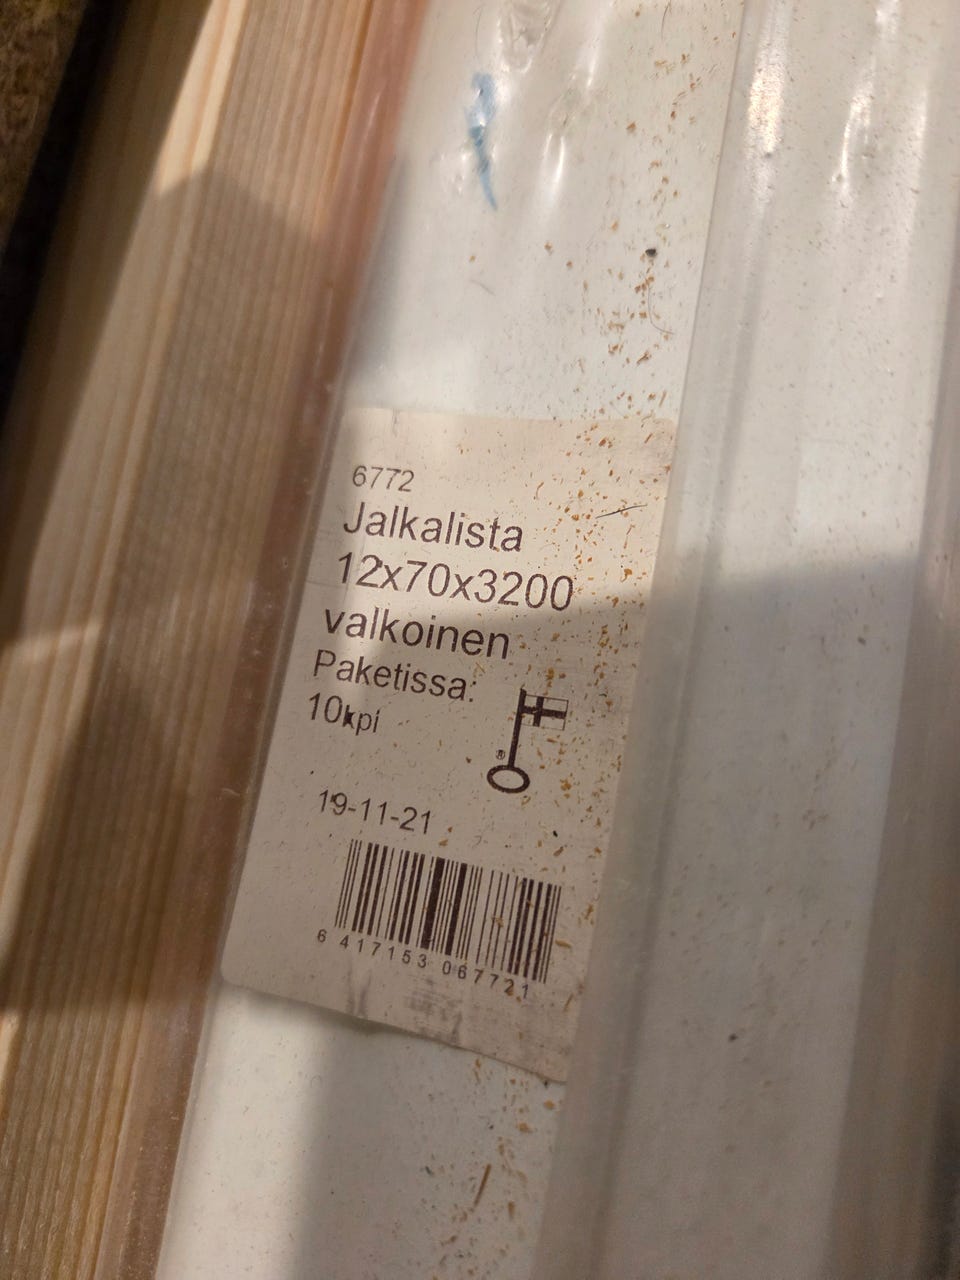 6772
Jalkalista
12x70x3200
valkoinen
Paketissa:
10kpl
®
19-11-21
6 417153 067721